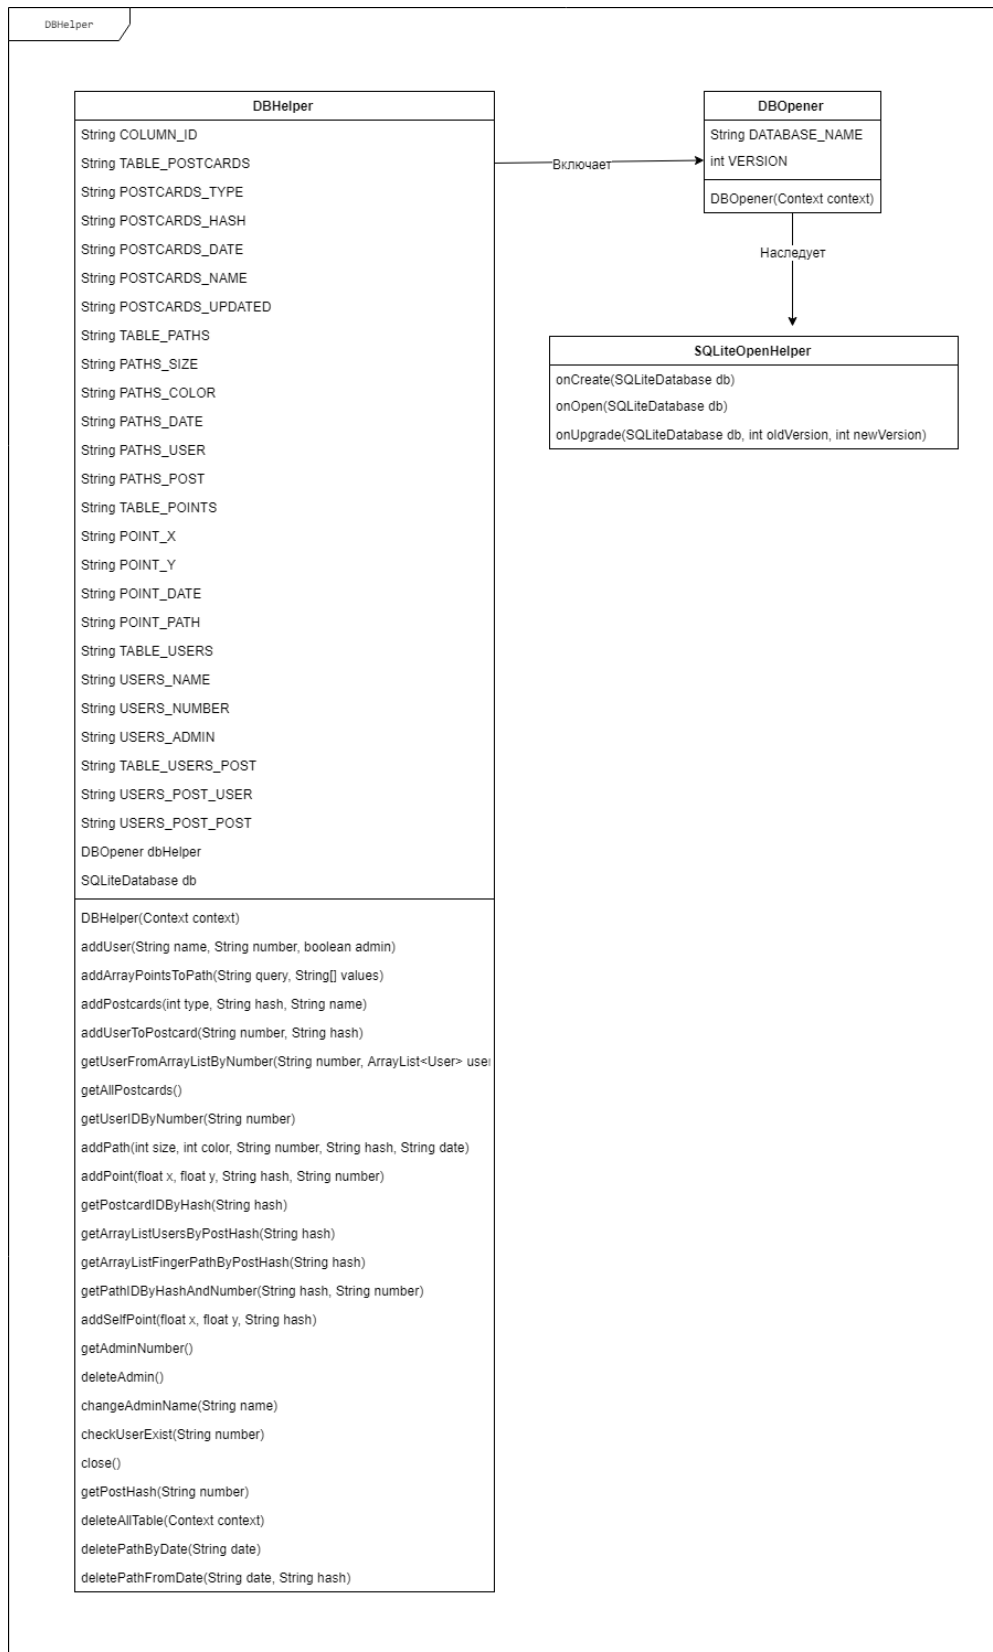 DBHelper
DBHelper
String COLUMN_ID
String TABLE_POSTCARDS
String POSTCARDS_TYPE
String POSTCARDS_HASH
String POSTCARDS_DATE
String POSTCARDS_NAME
String POSTCARDS_UPDATED
String TABLE_PATHS
String PATHS_SIZE
String PATHS_COLOR
String PATHS_DATE
String PATHS_USER
String PATHS_POST
String TABLE_POINTS
String POINT_X
String POINT_Y
String POINT_DATE
String POINT_PATH
String TABLE_USERS
String USERS_NAME
String USERS_NUMBER
String USERS_ADMIN
String TABLE_USERS_POST
String USERS_POST_USER
String USERS_POST_POST
DBOpener dbHelper
SQLiteDatabase db
DBHelper(Context context)
addUser(String name, String number, boolean admin)
addArrayPointsToPath(String query, String[] values)
addPostcards(int type, String hash, String name)
addUserToPostcard(String number, String hash)
getUserFromArrayListByNumber(String number, ArrayList<User> use
getAllPostcards()
getUserIDByNumber(String number)
addPath(int size, int color, String number, String hash, String date)
addPoint(float x, float y, String hash, String number)
getPostcardIDByHash(String hash)
getArrayListUsersByPostHash(String hash)
getArrayListFingerPathByPostHash(String hash)
getPathIDByHashAndNumber(String hash, String number)
addSelfPoint(float x, float y, String hash)
getAdminNumber()
deleteAdmin()
changeAdminName(String name)
checkUserExist(String number)
close()
getPostHash(String number)
deleteAllTable(Context context)
deletePathByDate(String date)
deletePathFromDate(String date, String hash)
Включает
DBOpener
String DATABASE_NAME
int VERSION
DBOpener(Context context)
Наследует
SQLiteOpenHelper
onCreate(SQLiteDatabase db)
onOpen(SQLiteDatabase db)
onUpgrade(SQLiteDatabase db, int oldVersion, int newVersion)